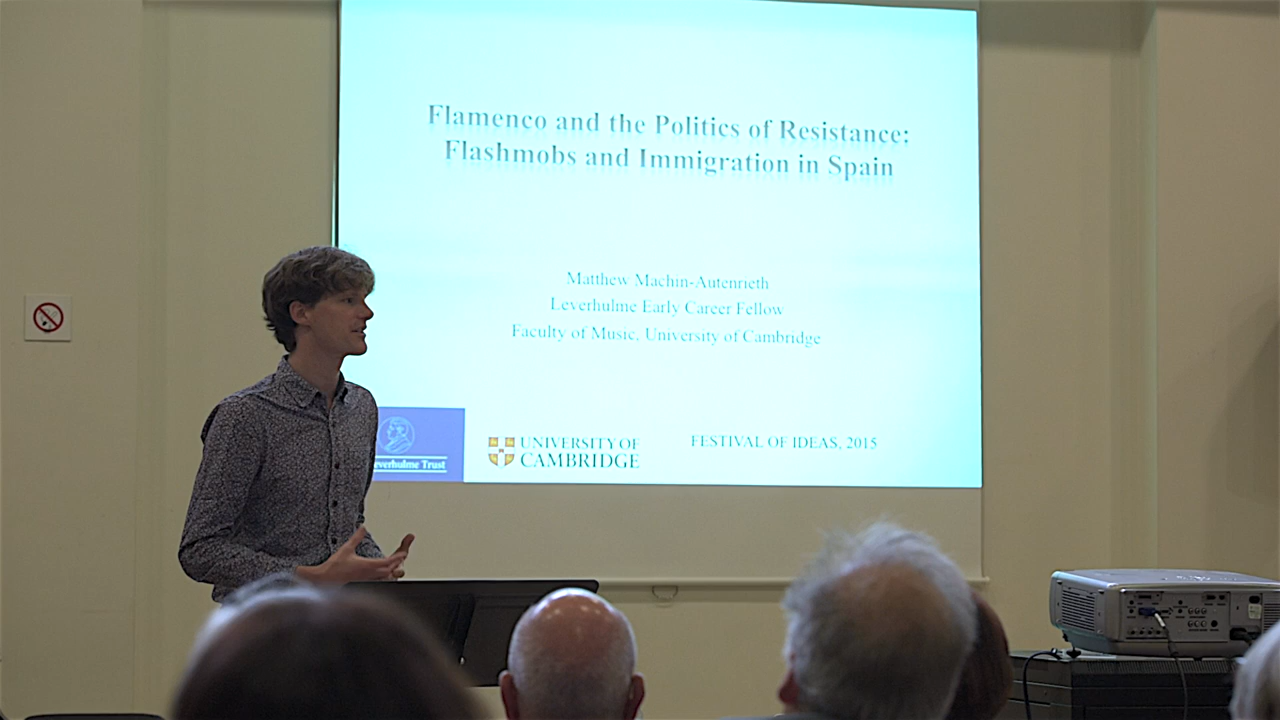 Flamenco and the Politics of Resistance:
Flashmobs and Immigration in Spain
Matthew Machin-Autenrieth
Leverhulme Early Career Fellow
Faculty of Music, University of Cambridge
everhulme Trust
UNIVERSITY OF
CAMBRIDGE
FESTIVAL OF IDEAS, 2015